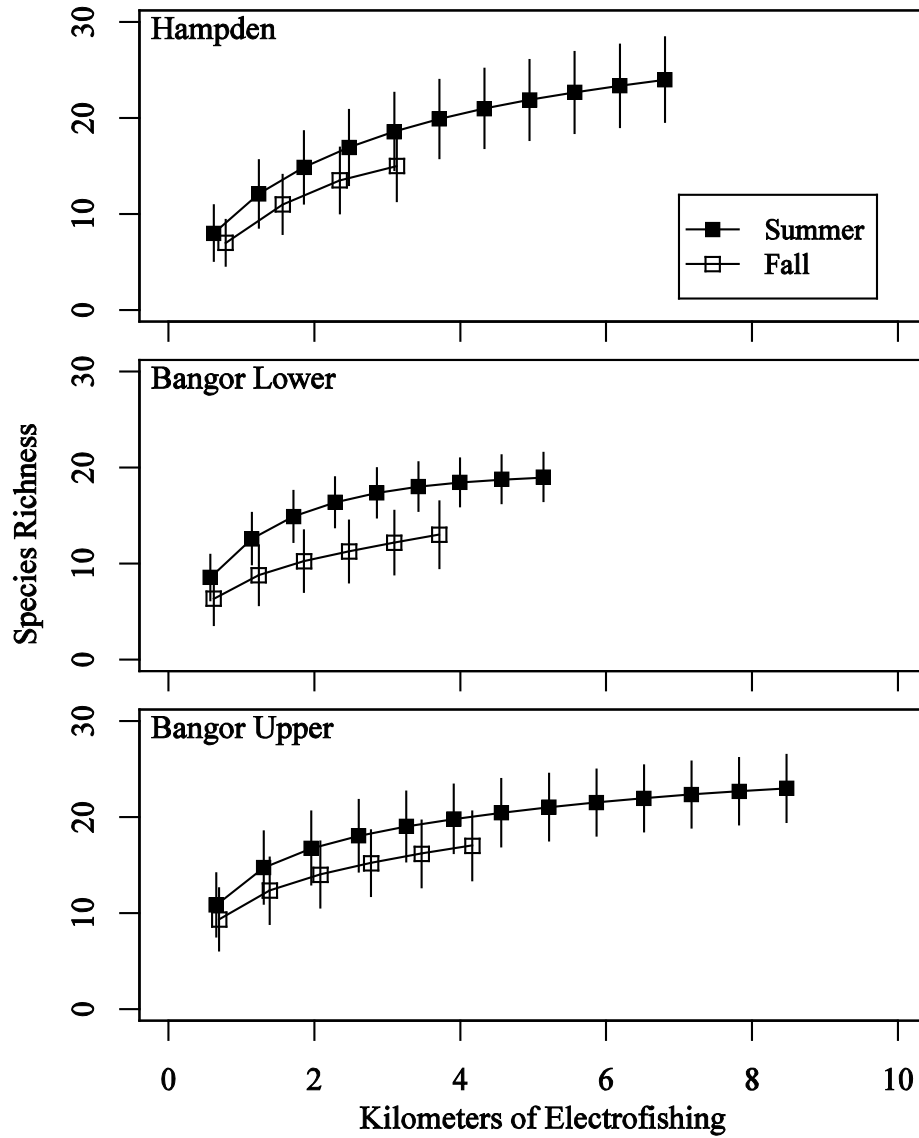 Hampden
30
20
10
0
Summer
Fall
Bangor Lower
30
20
10
0
Species Richness
Bangor Upper
30
20
10
0
0 2 4 6 8 10
Kilometers of Electrofishing